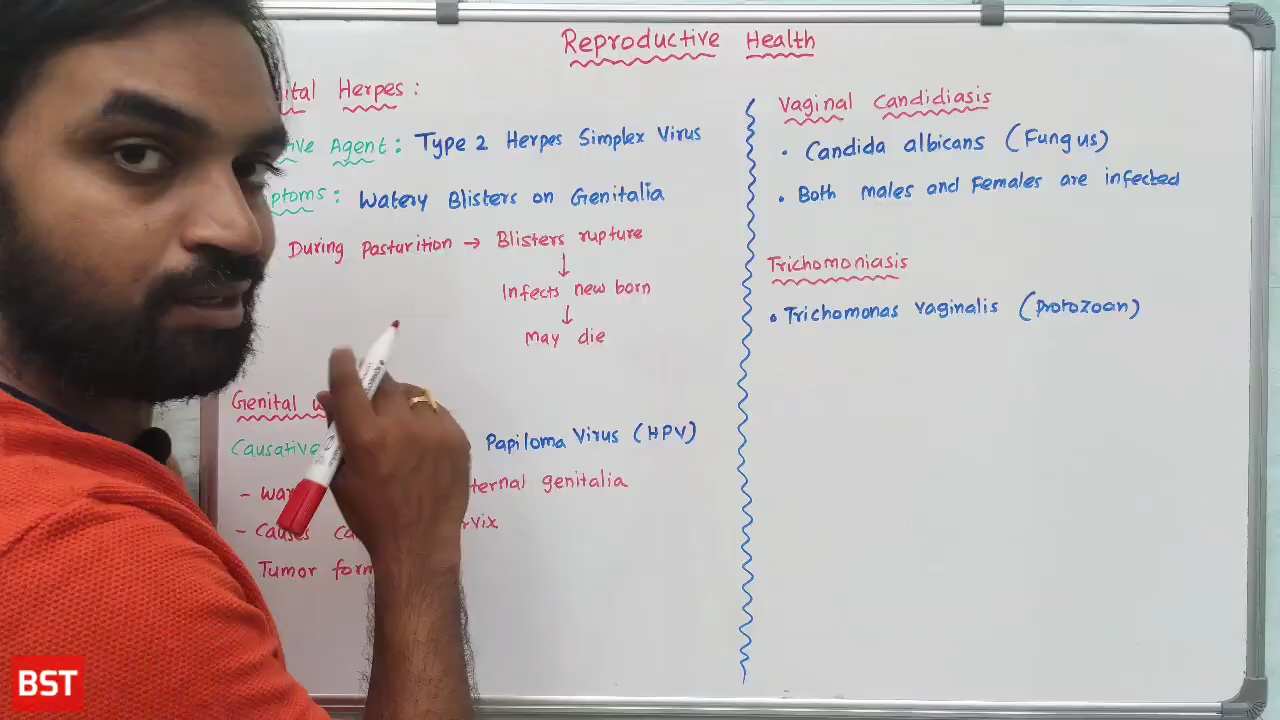 Reproductive Health
ital Herpes :
tive Agent : Type 2 Herpes Simplex Virus
ptoms : Watery Blisters on Genitalia
During Pasturition → Blisters rupture
↓
Infects new born
↓
May die
Genital
Causative Papiloma Virus (HPV)
- ternal genitalia
- Causes rvix
Tumor form
Vaginal Candidiasis
• Candida albicans (Fungus)
• Both males and Females are infected
Trichomoniasis
• Trichomonas vaginalis (Protozoan)
BST